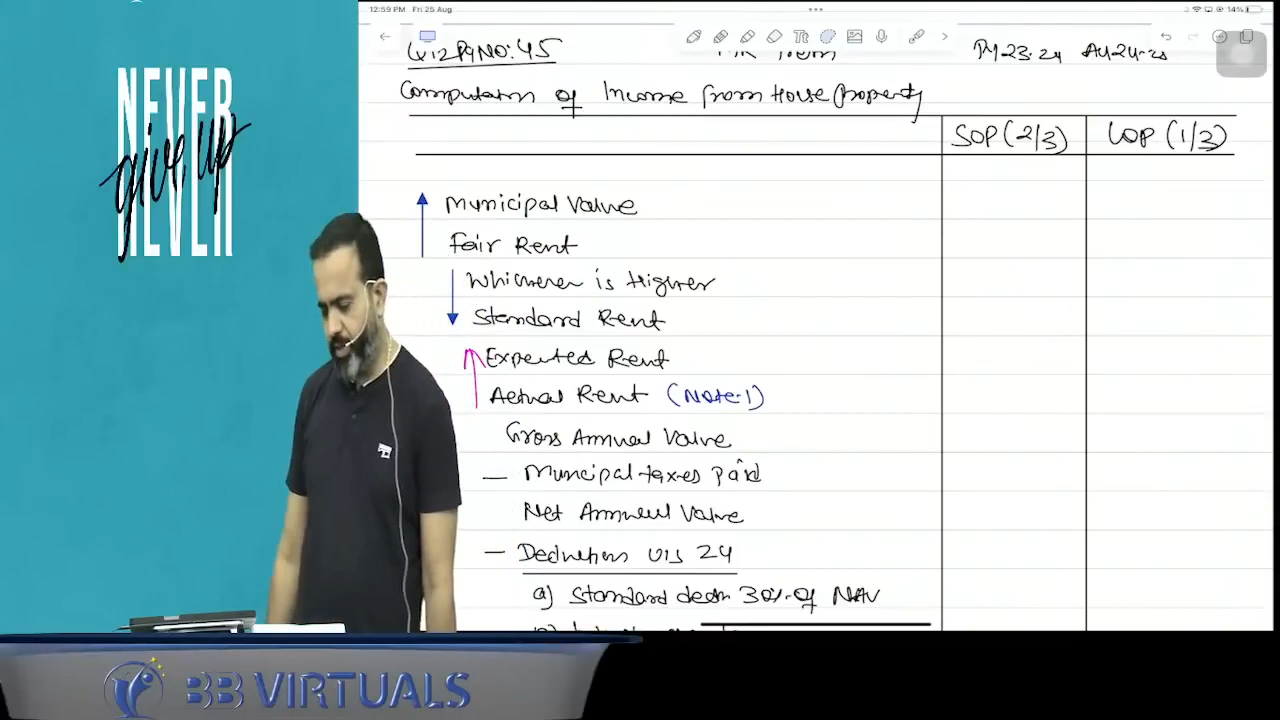 12:59 PM Fri 25 Aug
14%
NEVER
give up
NEVER
Q12 Pg NO: 45
PY 23-24 AY 24-25
Computation of Income from House Property
SOP (2/3) LOP (1/3)
Municipal Value
Fair Rent
Whichever is Higher
Standard Rent
Expected Rent
Actual Rent (Note-1)
Gross Annual Value
— Municipal taxes paid
Net Annual Value
— Deduction U/S 24
a) Standard dedn 30% of NAV
BB VIRTUALS